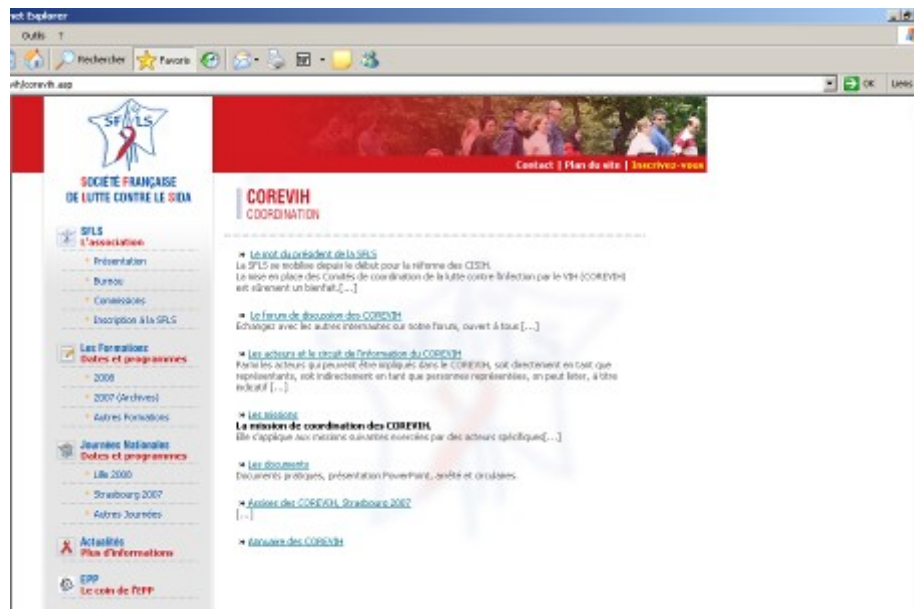 net Explorer
Outils ?
Rechercher Favoris
vih/corevih.asp OK Liens
SFLS
SOCIÉTÉ FRANÇAISE
DE LUTTE CONTRE LE SIDA
Contact | Plan du site | Inscrivez-vous
COREVIH
COORDINATION
SFLS
L'association
Présentation
Bureau
Commissions
Inscription à la SFLS
Les Formations
Dates et programmes
2008
2007 (Archives)
Autres Formations
Journées Nationales
Dates et programmes
Lille 2008
Strasbourg 2007
Autres Journées
Actualités
Plus d'informations
EPP
Le coin de l'EPP
Le mot du président de la SFLS
La SFLS se mobilise depuis le début pour la réforme des CISIH.
La mise en place des Comités de coordination de la lutte contre l'infection par le VIH (COREVIH)
est sûrement un bienfait.[...]
Le forum de discussion des COREVIH
Echangez avec les autres internautes sur notre forum, ouvert à tous [...]
Les acteurs et le circuit de l'information du COREVIH
Parmi les acteurs qui peuvent être impliqués dans le COREVIH, soit directement en tant que
représentants, soit indirectement en tant que personnes représentées, on peut lister, à titre
indicatif [...]
Les missions
La mission de coordination des COREVIH.
Elle s'applique aux missions suivantes exercées par des acteurs spécifiques[...]
Les documents
Documents pratiques, présentation PowerPoint, arrêté et circulaires.
Assises des COREVIH, Strasbourg 2007
[...]
Annuaire des COREVIH